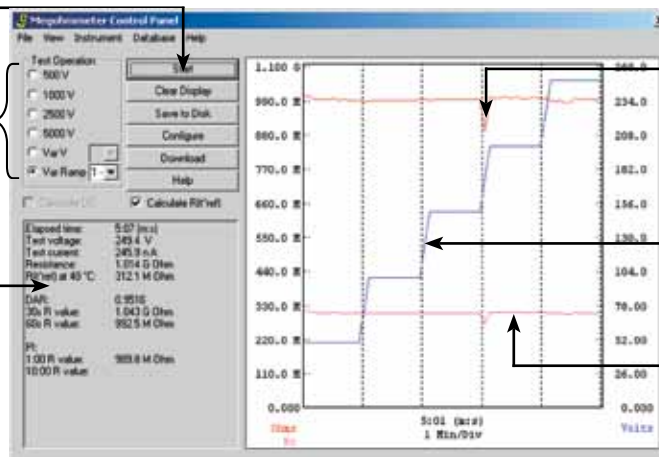 Megohmmeter Control Panel
File View Instrument Database Help
Test Operation
500 V
1000 V
2500 V
5000 V
Var V
Var Ramp 1
Start
Clear Display
Save to Disk
Configure
Download
Help
Calculate R(t°ref)
Elapsed time: 5:07 (m:s)
Test voltage: 249.4 V
Test current: 245.9 nA
Resistance: 1.014 G Ohm
R(t°ref) at 40 °C: 312.1 M Ohm
DAR: 0.9516
30s R value: 1.043 G Ohm
60s R value: 992.5 M Ohm
PI:
1:00 R value: 989.8 M Ohm
10:00 R value:
1.100 G
990.0 M
880.0 M
770.0 M
660.0 M
550.0 M
440.0 M
330.0 M
220.0 M
110.0 M
0.000
260.0
234.0
208.0
182.0
156.0
130.0
104.0
78.00
52.00
26.00
0.000
Ohms
Rc
5:01 (m:s)
1 Min/Div
Volts